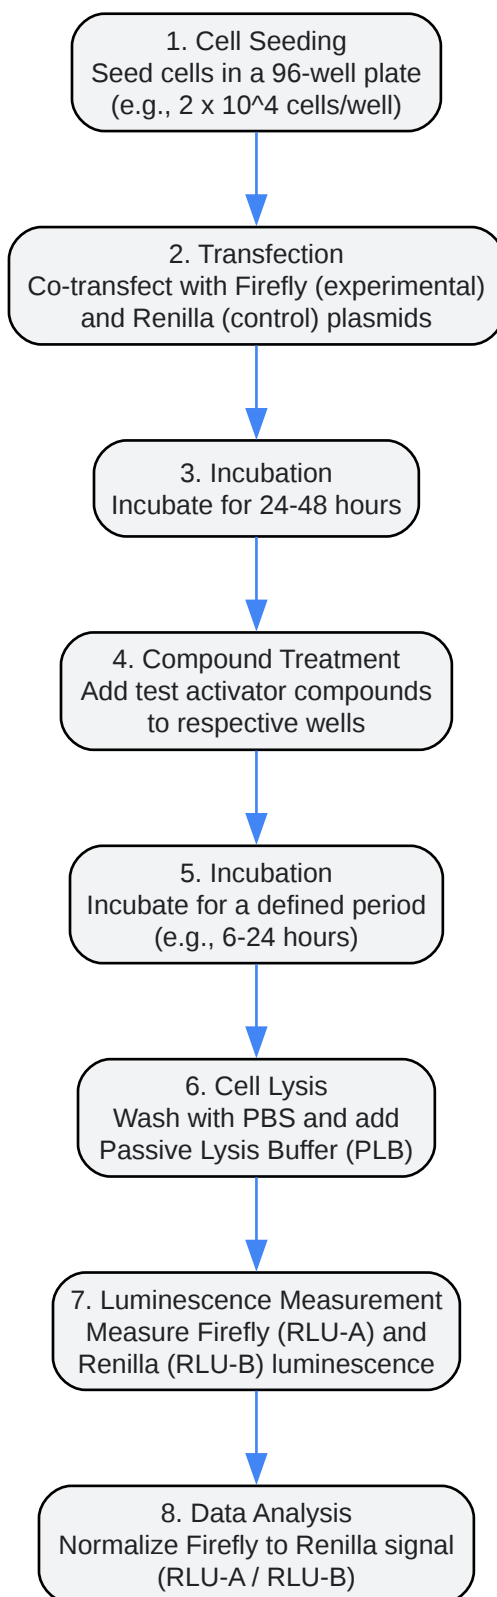 1. Cell Seeding
Seed cells in a 96-well plate
(e.g., 2 x 10^4 cells/well)
2. Transfection
Co-transfect with Firefly (experimental)
and Renilla (control) plasmids
3. Incubation
Incubate for 24-48 hours
4. Compound Treatment
Add test activator compounds
to respective wells
5. Incubation
Incubate for a defined period
(e.g., 6-24 hours)
6. Cell Lysis
Wash with PBS and add
Passive Lysis Buffer (PLB)
7. Luminescence Measurement
Measure Firefly (RLU-A) and
Renilla (RLU-B) luminescence
8. Data Analysis
Normalize Firefly to Renilla signal
(RLU-A / RLU-B)